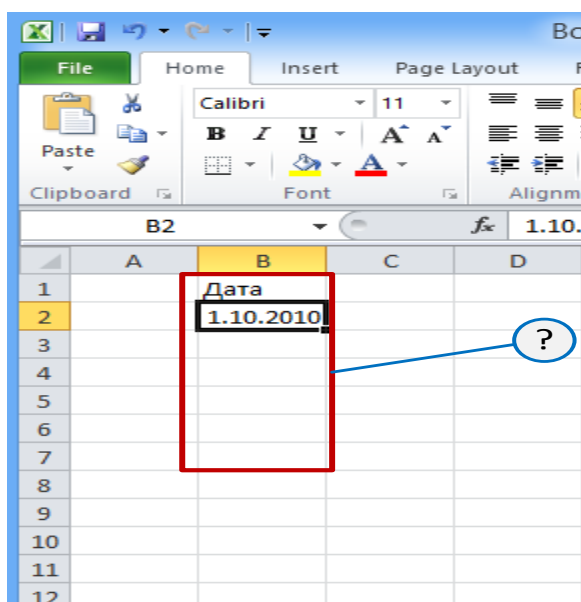 Вс
File Home Insert Page Layout
Calibri 11
B I U A A
Paste
A
Clipboard Font Alignm
B2 fx 1.10.
A B C D
1 Дата
2 1.10.2010
?
3
4
5
6
7
8
9
10
11
12